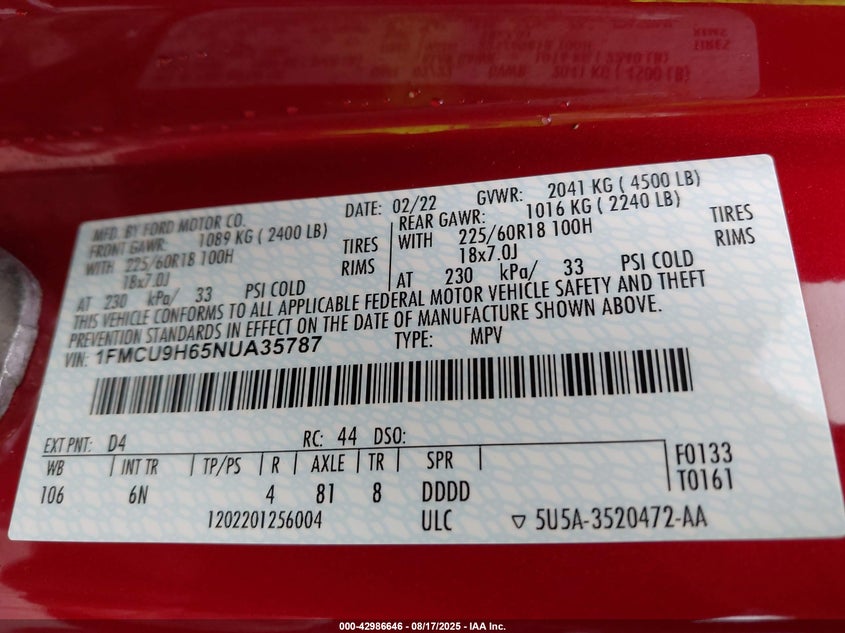 MFD. BY FORD MOTOR CO.
DATE: 02/22 GVWR: 2041 KG ( 4500 LB)
FRONT GAWR: 1089 KG ( 2400 LB)
WITH 225/60R18 100H TIRES
18x7.0J RIMS
AT 230 kPa/ 33 PSI COLD
REAR GAWR: 1016 KG ( 2240 LB)
WITH 225/60R18 100H TIRES
18x7.0J RIMS
AT 230 kPa/ 33 PSI COLD
THIS VEHICLE CONFORMS TO ALL APPLICABLE FEDERAL MOTOR VEHICLE SAFETY AND THEFT
PREVENTION STANDARDS IN EFFECT ON THE DATE OF MANUFACTURE SHOWN ABOVE.
VIN: 1FMCU9H65NUA35787 TYPE: MPV
EXT PNT: D4 RC: 44 DSO:
WB INT TR TP/PS R AXLE TR SPR
106 6N 4 81 8 DDDD
F0133
T0161
1202201256004 ULC ▽ 5U5A-3520472-AA
000-42986646 - 08/17/2025 - IAA Inc.